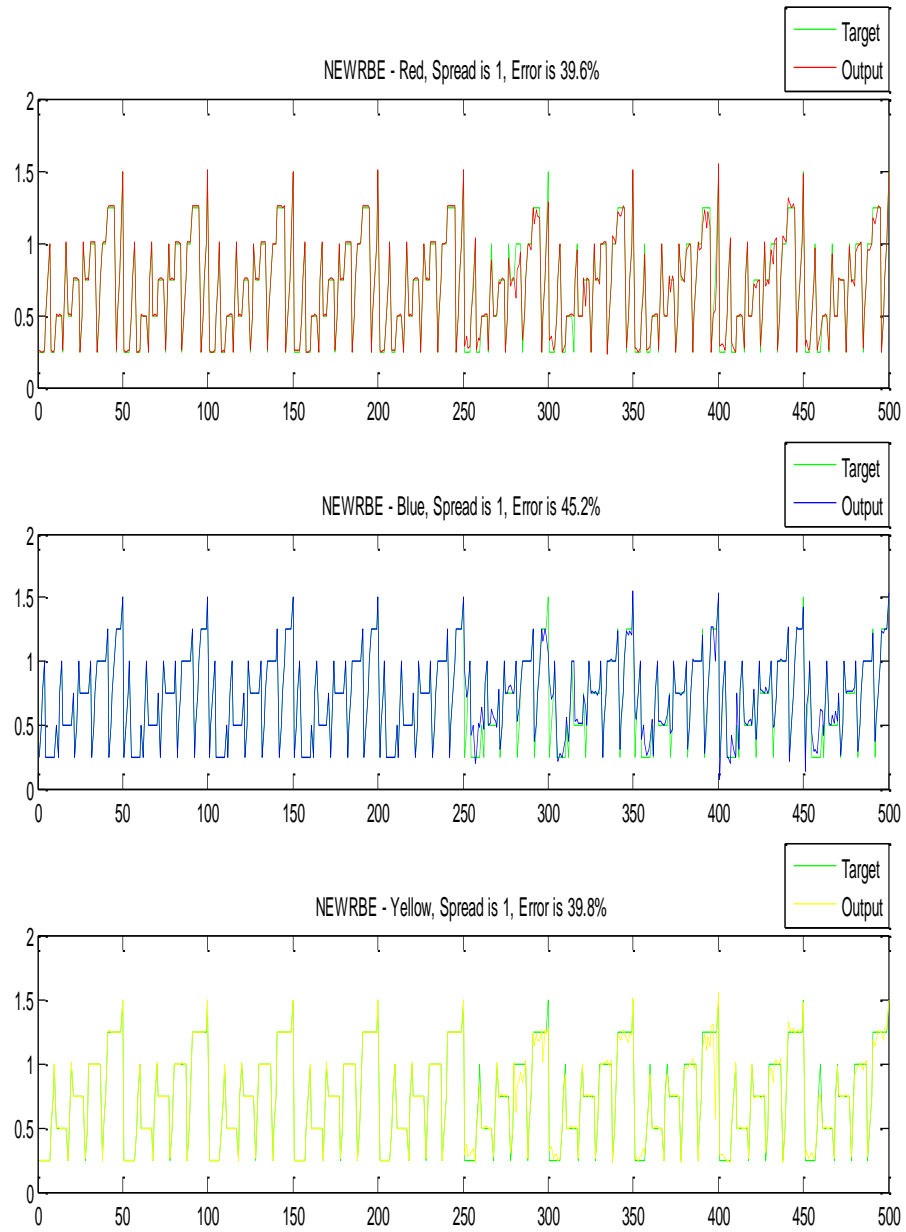 Target
Output
NEWRBE - Red, Spread is 1, Error is 39.6%
2
1.5
1
0.5
0
0 50 100 150 200 250 300 350 400 450 500
Target
Output
NEWRBE - Blue, Spread is 1, Error is 45.2%
2
1.5
1
0.5
0
0 50 100 150 200 250 300 350 400 450 500
Target
Output
NEWRBE - Yellow, Spread is 1, Error is 39.8%
2
1.5
1
0.5
0
0 50 100 150 200 250 300 350 400 450 500